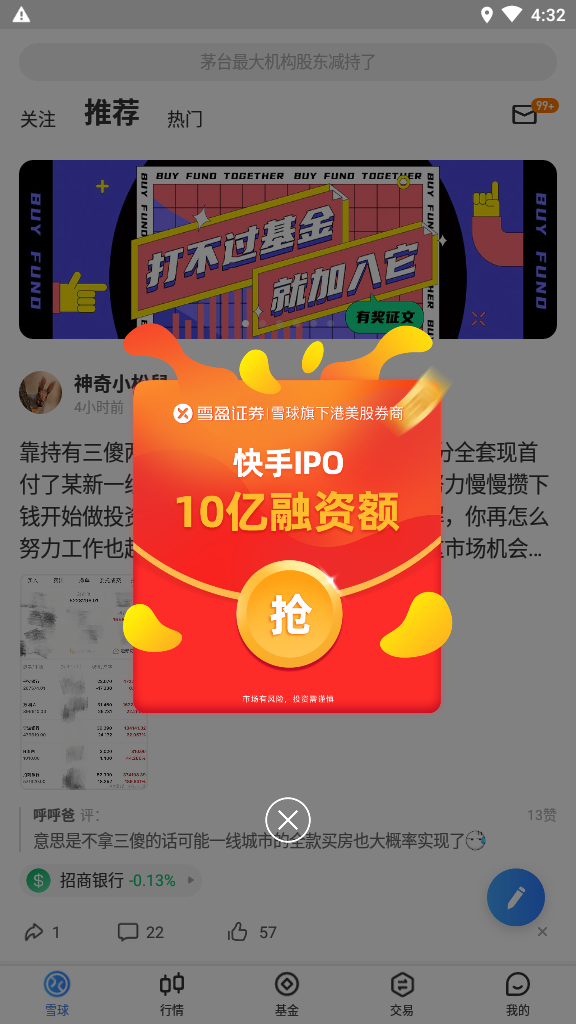 4:32
茅台最大机构股东减持了
关注 推荐 热门
99+
BUY FUND TOGETHER BUY FUND TOGETHER
BUY FUND
BUY FUND
打不过基金
就加入它
有奖证文
神奇小松鼠
4小时前
雪盈证券 雪球旗下港美股券商
快手IPO
10亿融资额
抢
市场有风险，投资需谨慎
靠持有三傻
分全套现首
付了某新一线
力慢慢攒下
钱开始做投资
，你再怎么
努力工作也
市场机会...
呼呼爸 评:
13赞
意思是不拿三傻的话可能一线城市的全款买房也大概率实现了
招商银行 -0.13%
1 22 57
雪球 行情 基金 交易 我的